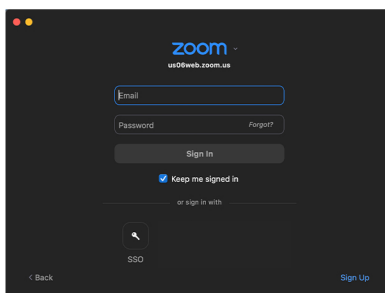 zoom
us06web.zoom.us
Email
Password Forgot?
Sign In
Keep me signed in
or sign in with
SSO
< Back Sign Up